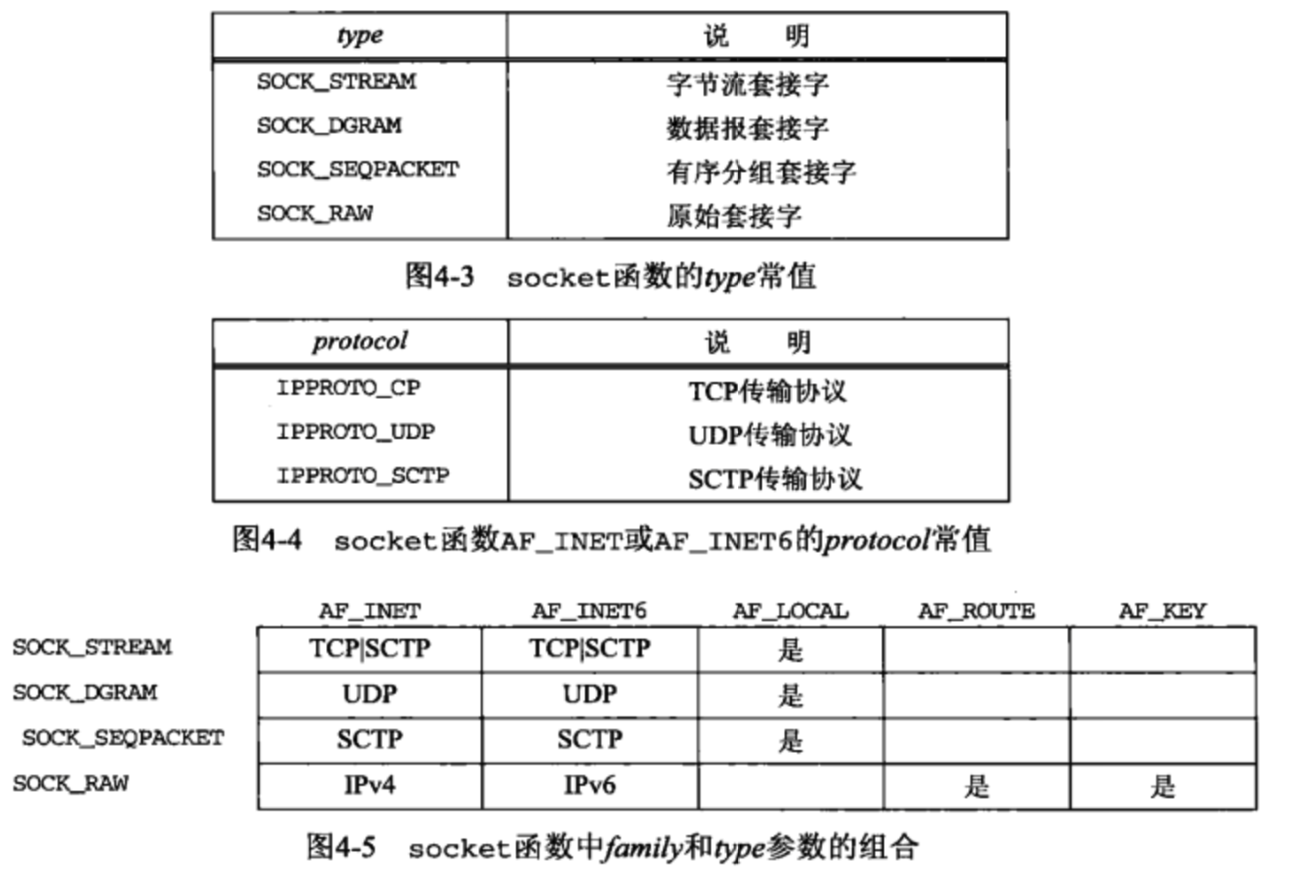 type 说 明
SOCK_STREAM 字节流套接字
SOCK_DGRAM 数据报套接字
SOCK_SEQPACKET 有序分组套接字
SOCK_RAW 原始套接字
图4-3 socket函数的type常值
protocol 说 明
IPPROTO_CP TCP传输协议
IPPROTO_UDP UDP传输协议
IPPROTO_SCTP SCTP传输协议
图4-4 socket函数AF_INET或AF_INET6的protocol常值
AF_INET AF_INET6 AF_LOCAL AF_ROUTE AF_KEY
SOCK_STREAM TCP|SCTP TCP|SCTP 是
SOCK_DGRAM UDP UDP 是
SOCK_SEQPACKET SCTP SCTP 是
SOCK_RAW IPv4 IPv6 是 是
图4-5 socket函数中family和type参数的组合